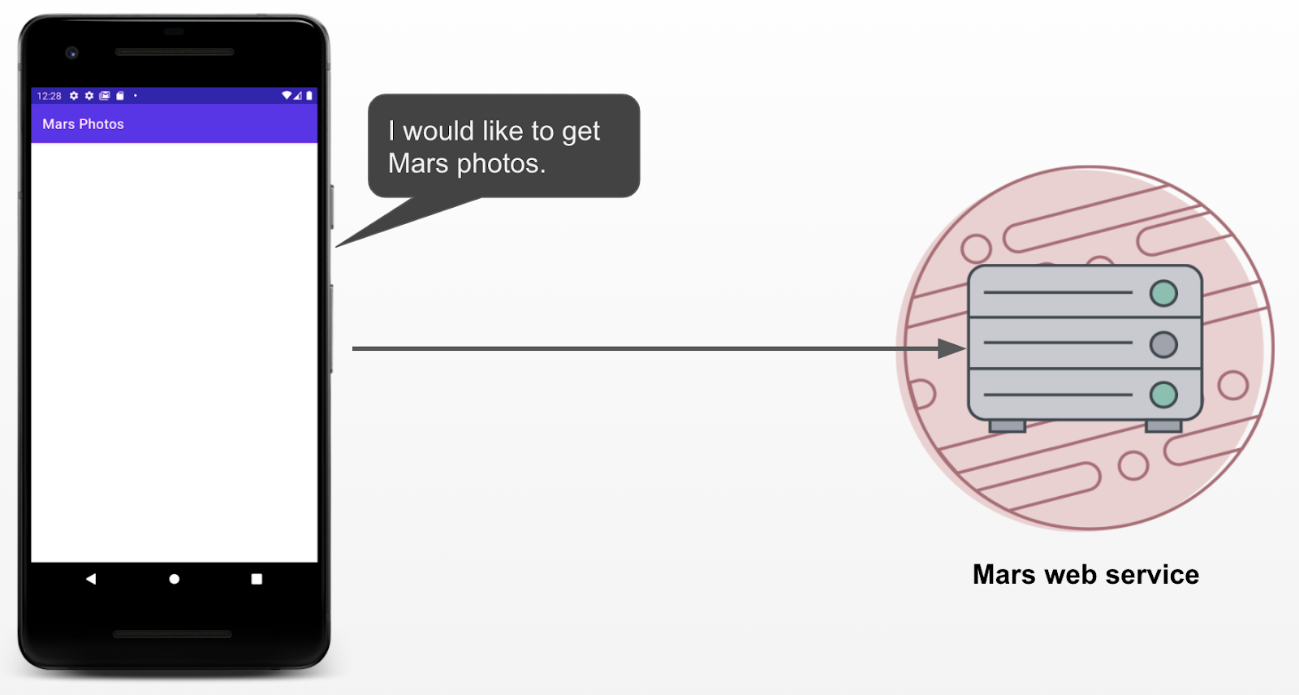 12:28
Mars Photos
I would like to get
Mars photos.
Mars web service